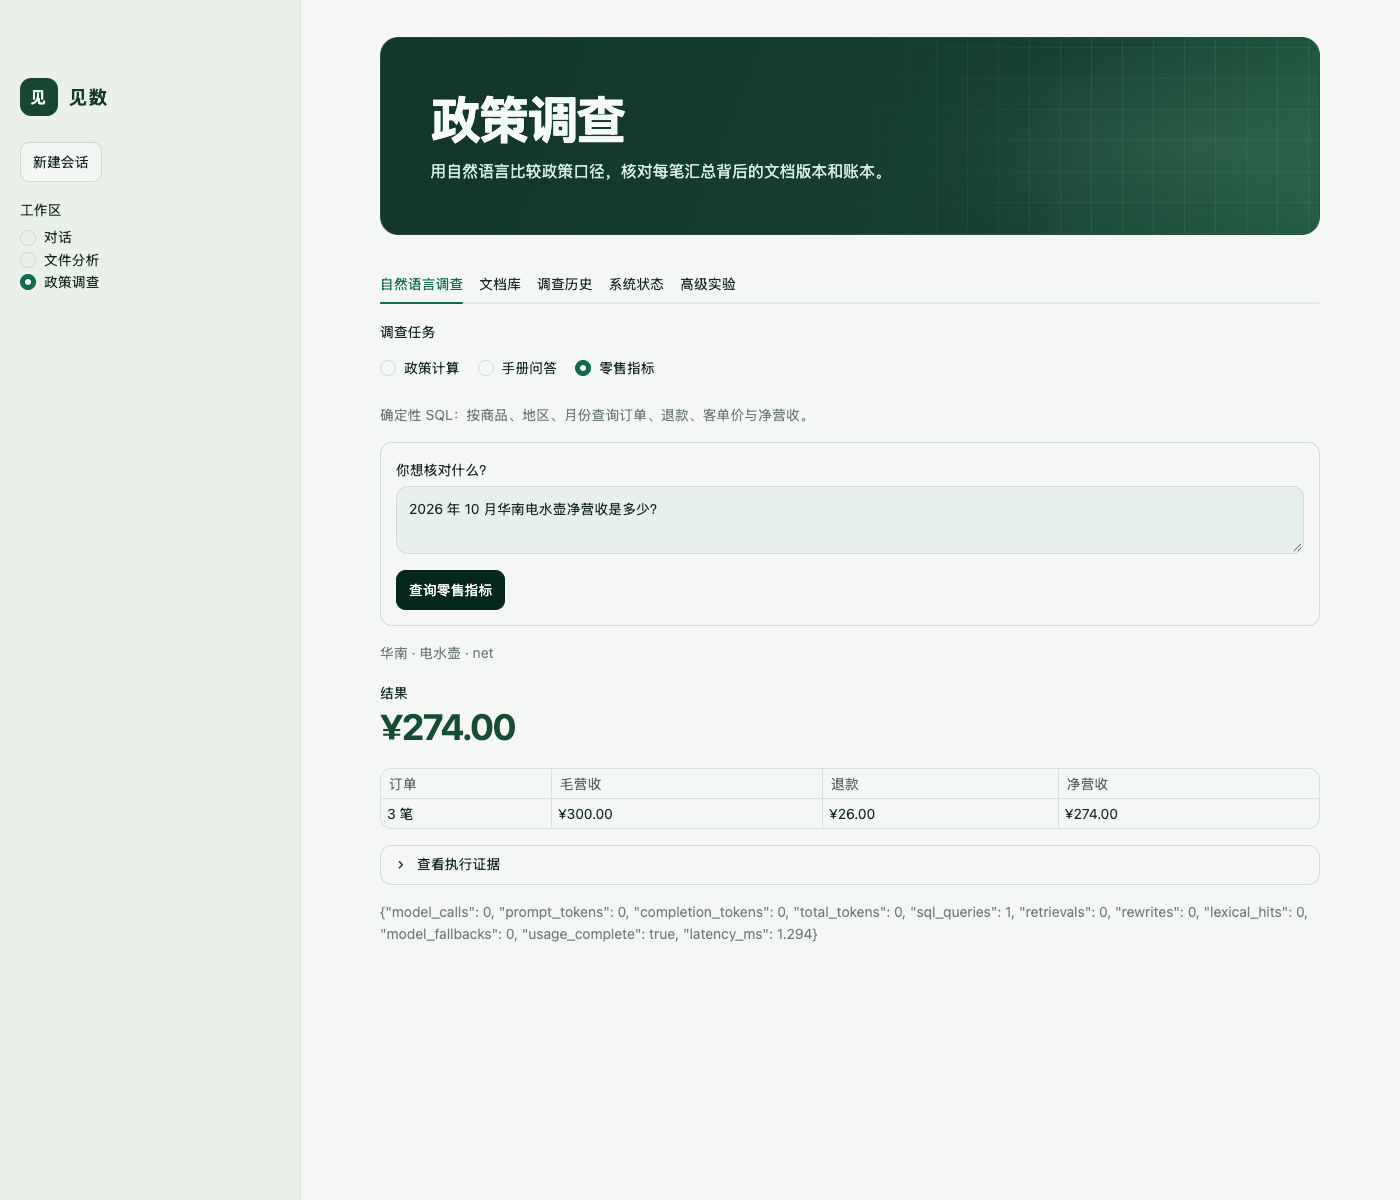 见 见数
新建会话
工作区
对话
文件分析
政策调查
政策调查
用自然语言比较政策口径，核对每笔汇总背后的文档版本和账本。
自然语言调查 文档库 调查历史 系统状态 高级实验
调查任务
政策计算 手册问答 零售指标
确定性 SQL：按商品、地区、月份查询订单、退款、客单价与净营收。
你想核对什么？
2026 年 10 月华南电水壶净营收是多少？
查询零售指标
华南 · 电水壶 · net
结果
¥274.00
订单 毛营收 退款 净营收
3 笔 ¥300.00 ¥26.00 ¥274.00
查看执行证据
{"model_calls": 0, "prompt_tokens": 0, "completion_tokens": 0, "total_tokens": 0, "sql_queries": 1, "retrievals": 0, "rewrites": 0, "lexical_hits": 0,
"model_fallbacks": 0, "usage_complete": true, "latency_ms": 1.294}